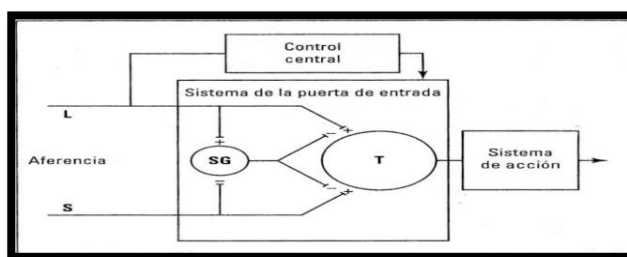 Control
central
Sistema de la puerta de entrada
L
+
+
-
Aferencia
SG
T
Sistema
de acción
=
-
+
S